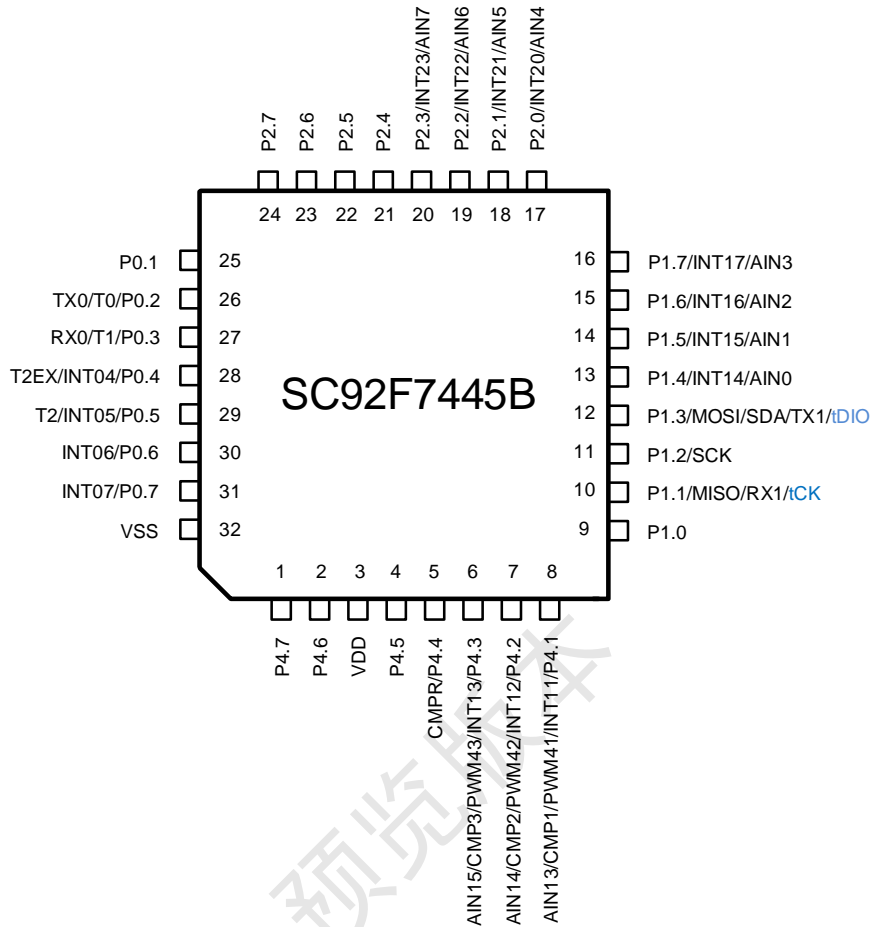 P2.7
P2.6
P2.5
P2.4
P2.3/INT23/AIN7
P2.2/INT22/AIN6
P2.1/INT21/AIN5
P2.0/INT20/AIN4
24 23 22 21 20 19 18 17
P0.1 25
TX0/T0/P0.2 26
RX0/T1/P0.3 27
T2EX/INT04/P0.4 28
T2/INT05/P0.5 29
INT06/P0.6 30
INT07/P0.7 31
VSS 32
SC92F7445B
16 P1.7/INT17/AIN3
15 P1.6/INT16/AIN2
14 P1.5/INT15/AIN1
13 P1.4/INT14/AIN0
12 P1.3/MOSI/SDA/TX1/tDIO
11 P1.2/SCK
10 P1.1/MISO/RX1/tCK
9 P1.0
1 2 3 4 5 6 7 8
P4.7
P4.6
VDD
P4.5
CMPR/P4.4
AIN15/CMP3/PWM43/INT13/P4.3
AIN14/CMP2/PWM42/INT12/P4.2
AIN13/CMP1/PWM41/INT11/P4.1
预览版本